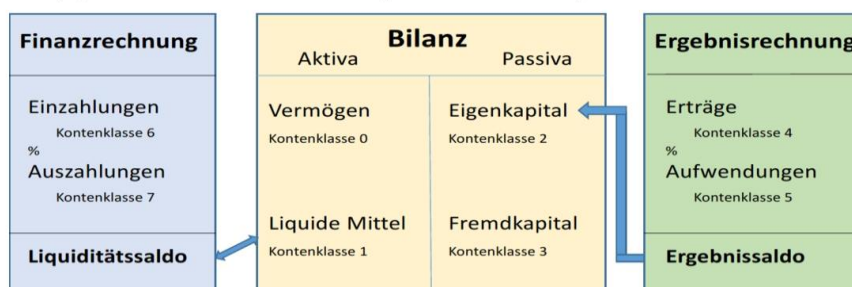 Finanzrechnung
Einzahlungen
Kontenklasse 6
%
Auszahlungen
Kontenklasse 7
Liquiditätssaldo
Bilanz
Aktiva
Passiva
Vermögen
Kontenklasse 0
Liquide Mittel
Kontenklasse 1
Eigenkapital
Kontenklasse 2
Fremdkapital
Kontenklasse 3
Ergebnisrechnung
Erträge
Kontenklasse 4
%
Aufwendungen
Kontenklasse 5
Ergebnissaldo